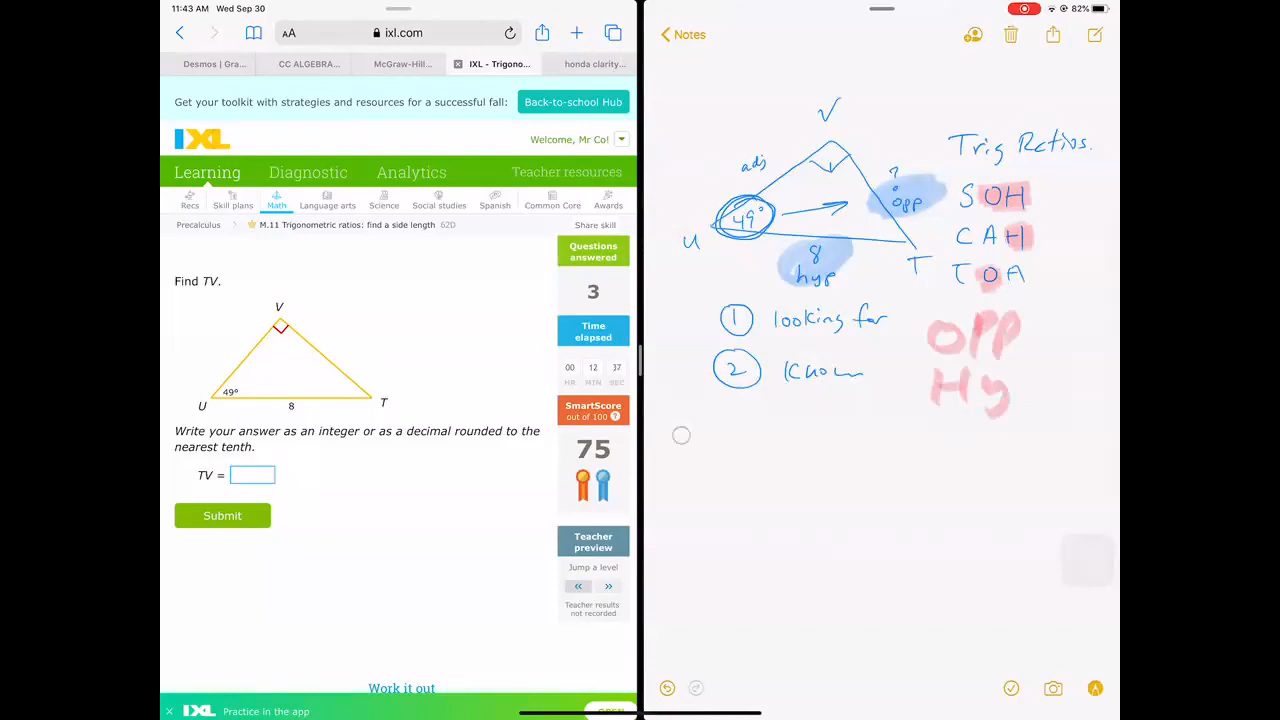 11:43 AM Wed Sep 30
82%
AA
ixl.com
Notes
Desmos | Gra...
CC ALGEBRA...
McGraw-Hill...
IXL - Trigono...
honda clarity...
Get your toolkit with strategies and resources for a successful fall:
Back-to-school Hub
IXL
Welcome, Mr Co!
Learning
Diagnostic
Analytics
Teacher resources
Recs
Skill plans
Math
Language arts
Science
Social studies
Spanish
Common Core
Awards
Precalculus
M.11 Trigonometric ratios: find a side length
62D
Share skill
Find TV.
V
49°
U
8
T
Write your answer as an integer or as a decimal rounded to the
nearest tenth.
TV =
Submit
Questions
answered
3
Time
elapsed
00
12
37
HR
MIN
SEC
SmartScore
out of 100 ?
75
Teacher
preview
Jump a level
Teacher results
not recorded
Work it out
× IXL Practice in the app
OPEN
V
adj
?
opp
49°
U
8
hyp
T
Trig Ratios.
SOH
CAH
TOA
1 looking for
2 Known
OPP
Hy